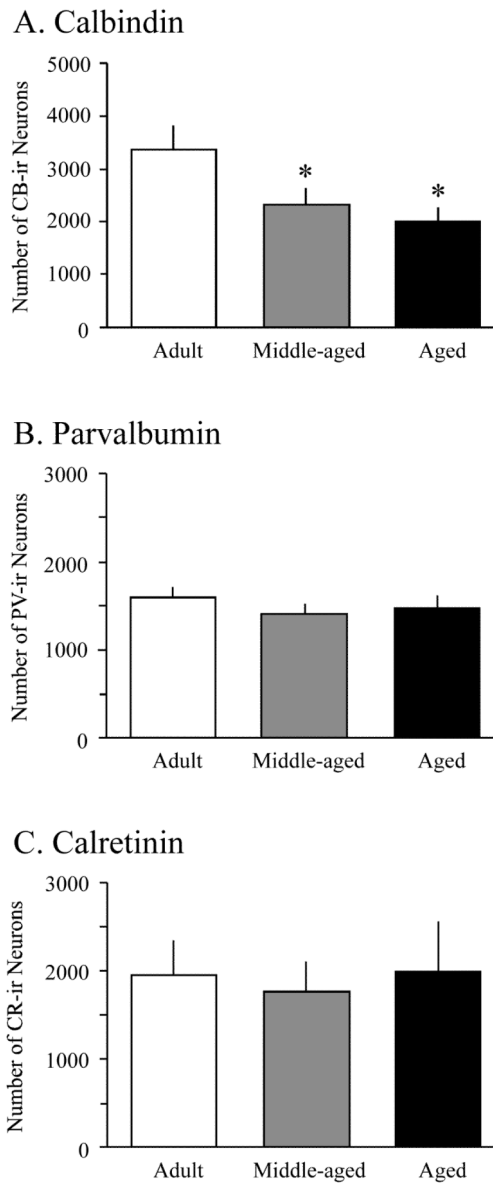 A. Calbindin
Number of CB-ir Neurons
5000
4000
3000
2000
1000
0
*
*
Adult Middle-aged Aged
B. Parvalbumin
Number of PV-ir Neurons
3000
2000
1000
0
Adult Middle-aged Aged
C. Calretinin
Number of CR-ir Neurons
3000
2000
1000
0
Adult Middle-aged Aged